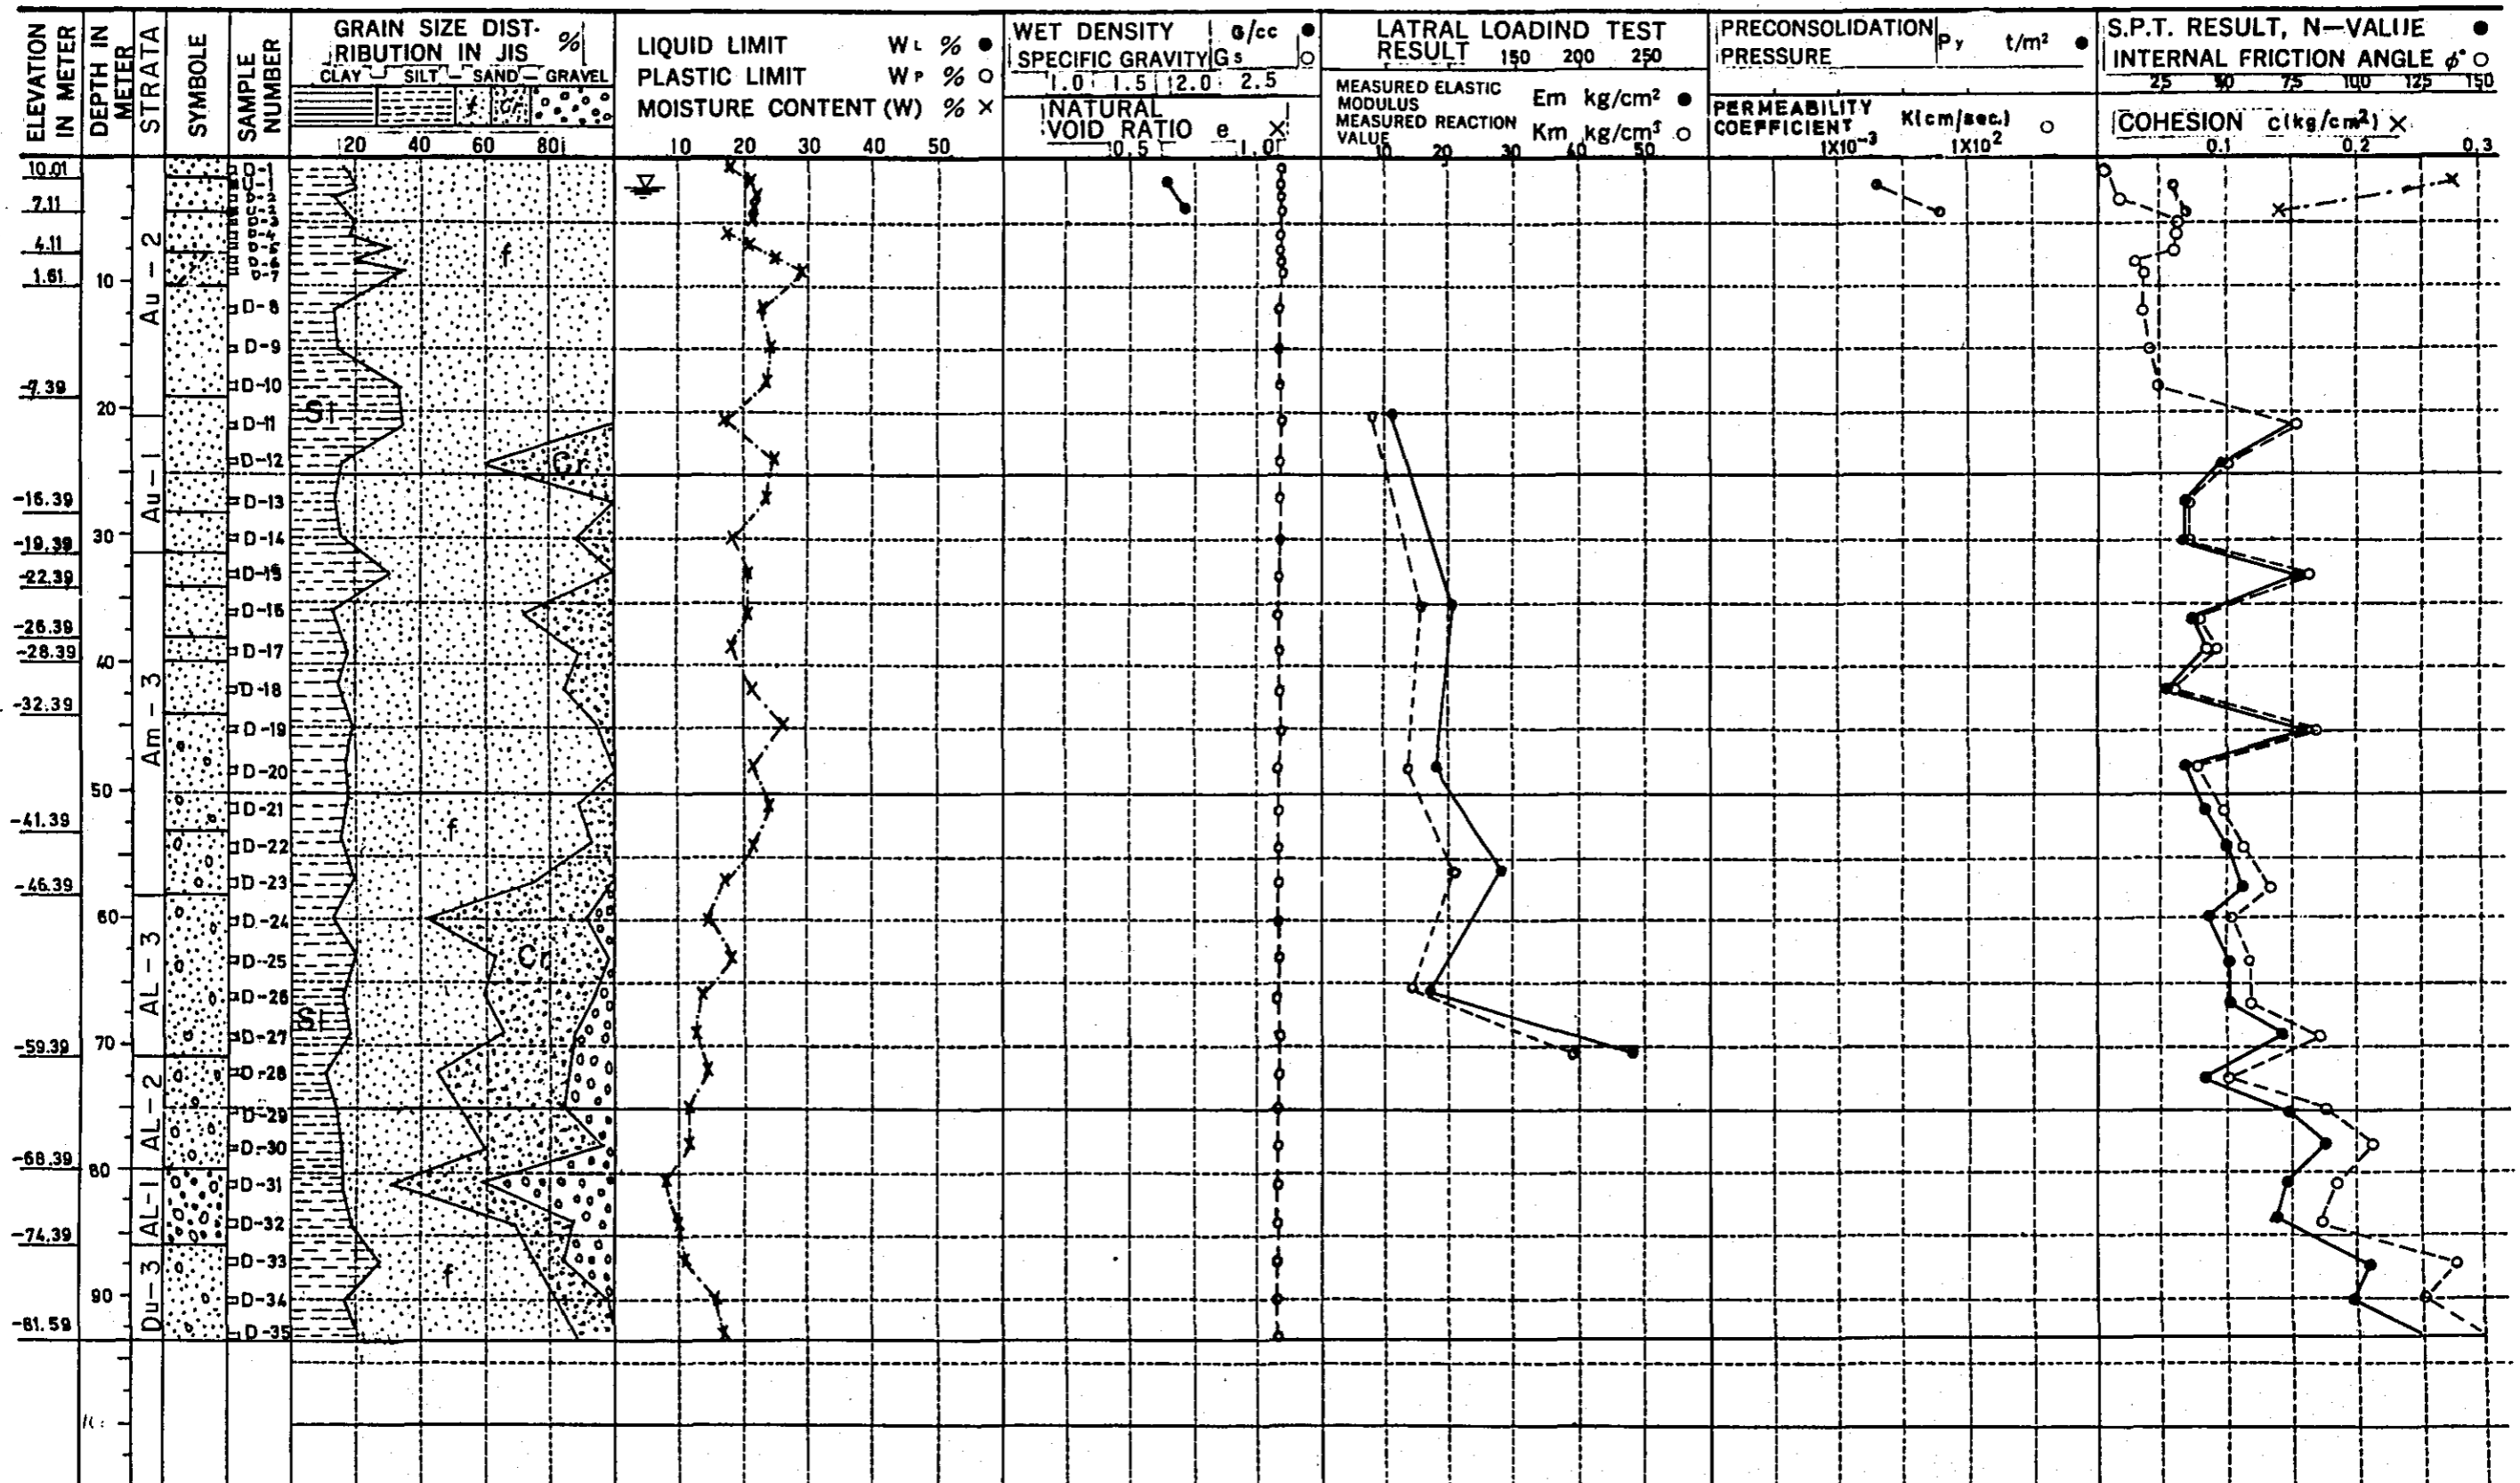 ELEVATION IN METER
DEPTH IN METER
STRATA
SYMBOLE
SAMPLE NUMBER
GRAIN SIZE DIST-
RIBUTION IN JIS %
CLAY SILT SAND GRAVEL
f Cr
20 40 60 80
LIQUID LIMIT WL % ●
PLASTIC LIMIT WP % ○
MOISTURE CONTENT (W) % ×
10 20 30 40 50
WET DENSITY G/cc ●
SPECIFIC GRAVITY Gs ○
1.0 1.5 2.0 2.5
NATURAL
VOID RATIO e ×
0.5 1.0
LATRAL LOADIND TEST
RESULT 150 200 250
MEASURED ELASTIC
MODULUS Em kg/cm² ●
MEASURED REACTION
VALUE Km kg/cm³ ○
10 20 30 40 50
PRECONSOLIDATION
PRESSURE Py t/m² ●
PERMEABILITY
COEFFICIENT K(cm/sec.) ○
1X10⁻³ 1X10²
S.P.T. RESULT, N-VALUE ●
INTERNAL FRICTION ANGLE ϕ° ○
25 50 75 100 125 150
COHESION c(kg/cm²) ×
0.1 0.2 0.3
10.01
7.11
4.11
1.61
-7.39
-16.39
-19.39
-22.39
-26.39
-28.39
-32.39
-41.39
-46.39
-59.39
-68.39
-74.39
-81.59
10
20
30
40
50
60
70
80
90
Au-2
Au-1
Am-3
AL-3
AL-2
AL-1
Du-3
D-1
U-1
D-2
U-2
D-3
D-4
D-5
D-6
D-7
D-8
D-9
D-10
D-11
D-12
D-13
D-14
D-15
D-16
D-17
D-18
D-19
D-20
D-21
D-22
D-23
D-24
D-25
D-26
D-27
D-28
D-29
D-30
D-31
D-32
D-33
D-34
D-35
f
Si
Cr
f
Cr
Si
f